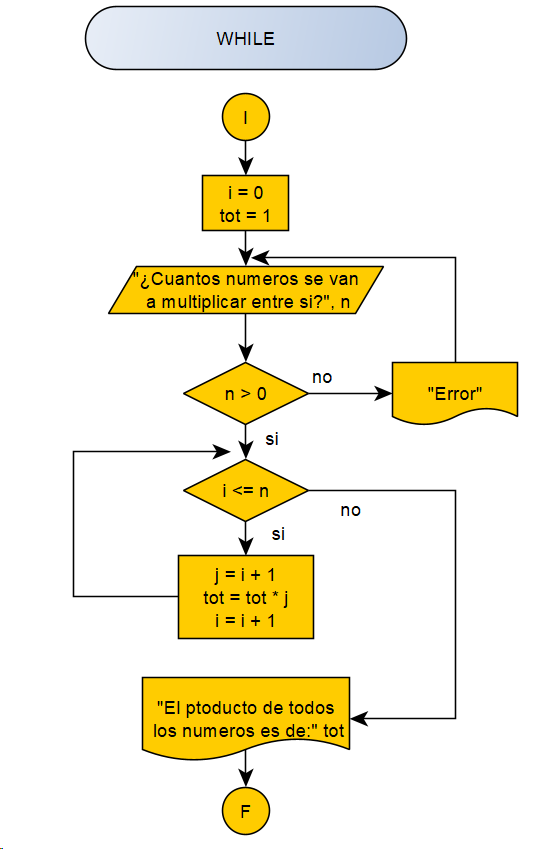 WHILE
I
i = 0
tot = 1
"¿Cuantos numeros se van
a multiplicar entre si?", n
n > 0
no
"Error"
si
i <= n
no
si
j = i + 1
tot = tot * j
i = i + 1
"El ptoducto de todos
los numeros es de:" tot
F